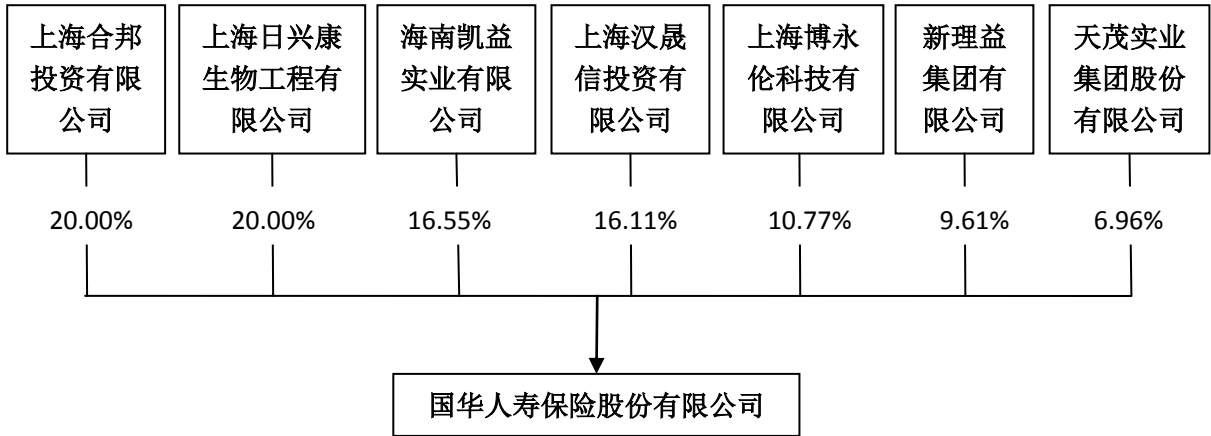 上海合邦
投资有限
公司
上海日兴康
生物工程有
限公司
海南凯益
实业有限
公司
上海汉晟
信投资有
限公司
上海博永
伦科技有
限公司
新理益
集团有
限公司
天茂实业
集团股份
有限公司
20.00%
20.00%
16.55%
16.11%
10.77%
9.61%
6.96%
国华人寿保险股份有限公司